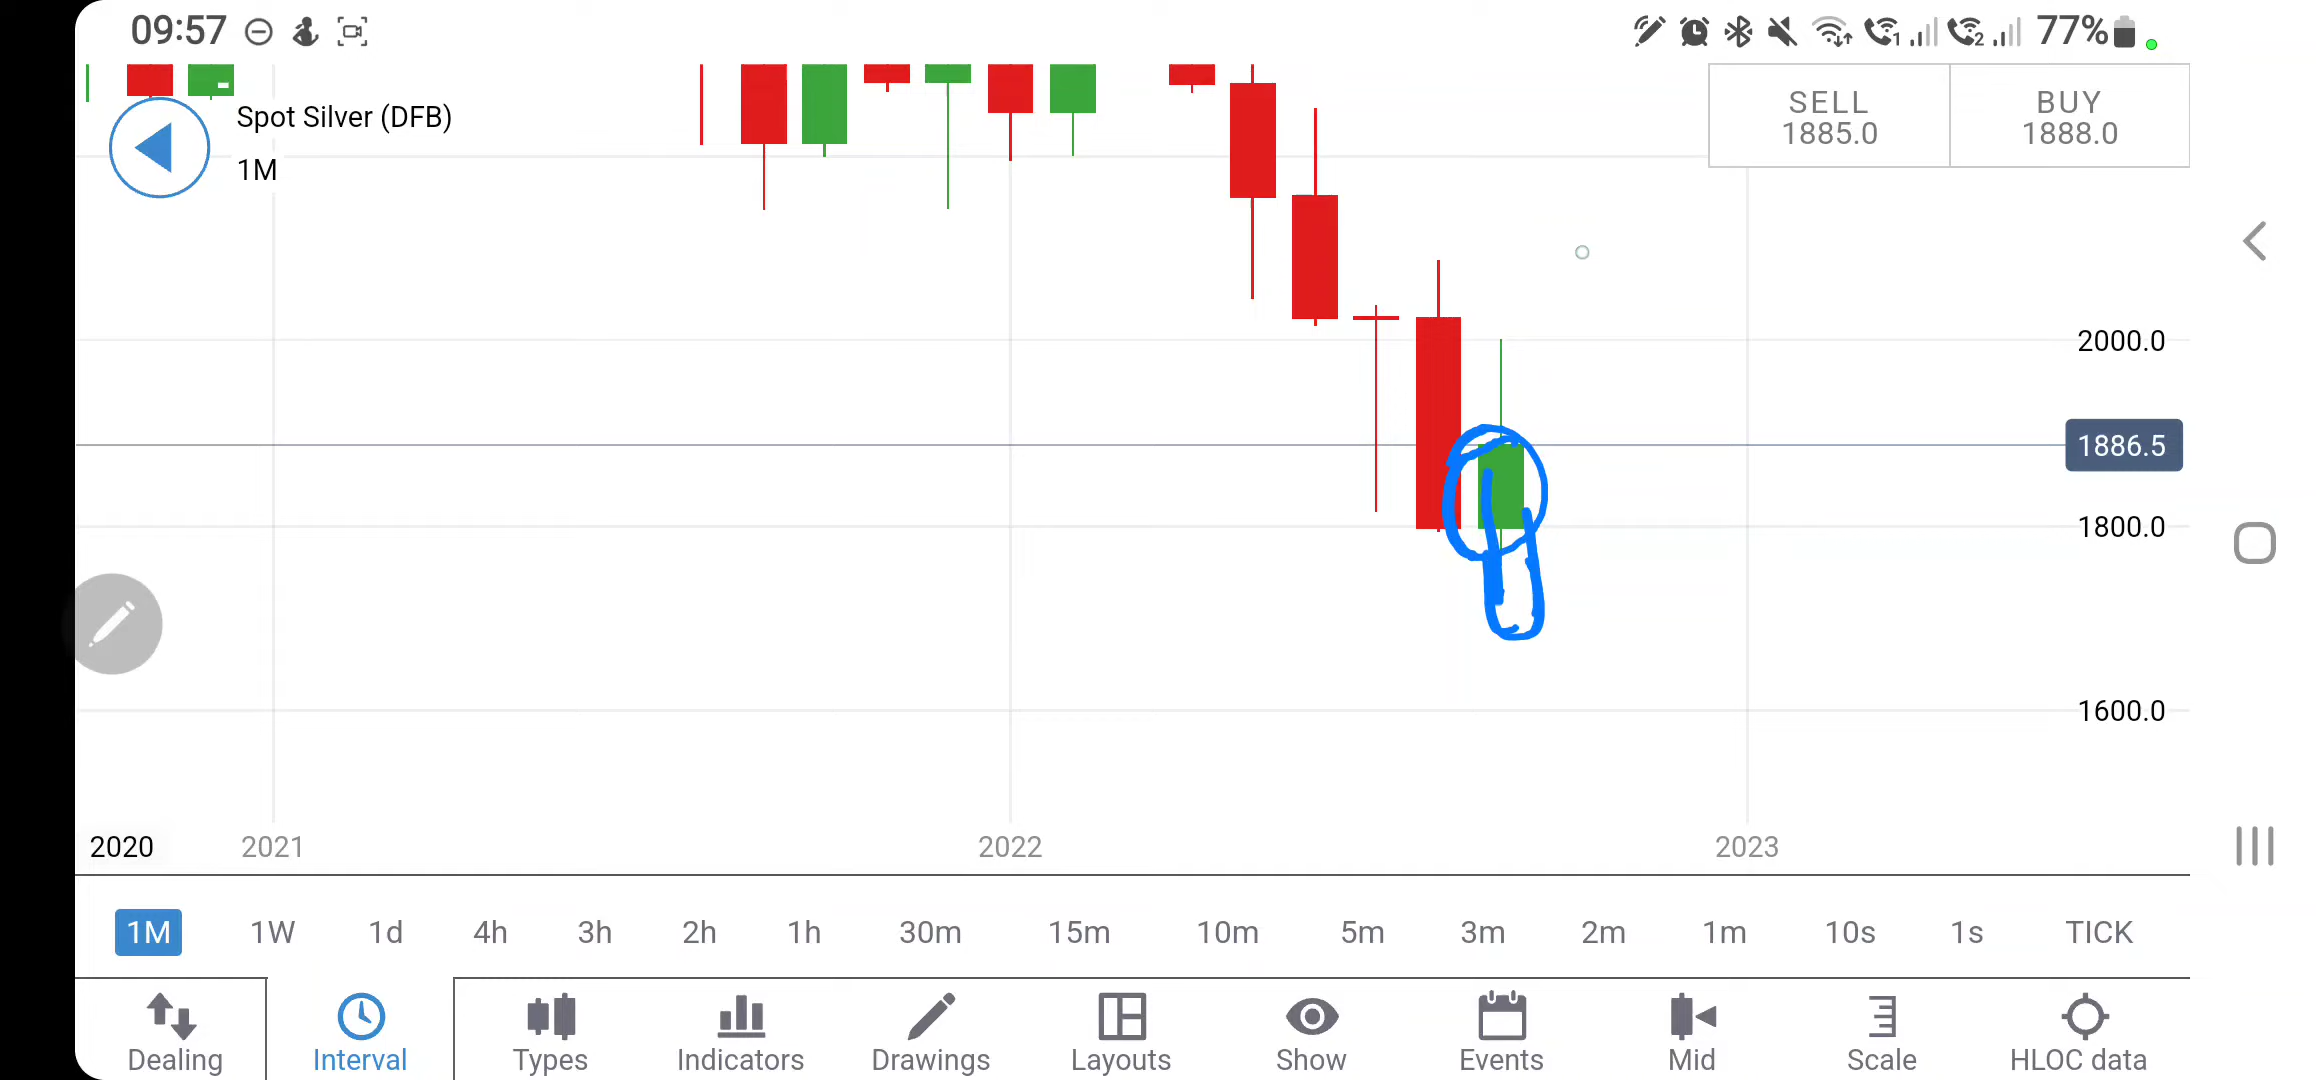 09:57
77%
Spot Silver (DFB)
1M
SELL
1885.0
BUY
1888.0
2000.0
1886.5
1800.0
1600.0
2020 2021 2022 2023
1M 1W 1d 4h 3h 2h 1h 30m 15m 10m 5m 3m 2m 1m 10s 1s TICK
Dealing Interval Types Indicators Drawings Layouts Show Events Mid Scale HLOC data